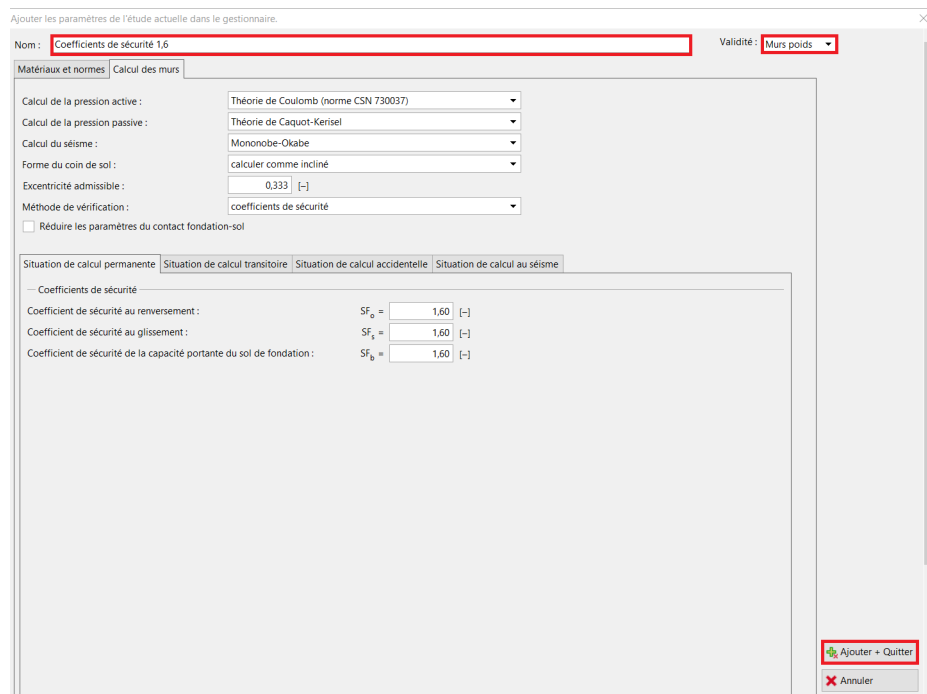 Ajouter les paramètres de l'étude actuelle dans le gestionnaire.
Nom : Coefficients de sécurité 1,6 Validité : Murs poids
Matériaux et normes Calcul des murs
Calcul de la pression active : Théorie de Coulomb (norme CSN 730037)
Calcul de la pression passive : Théorie de Caquot-Kerisel
Calcul du séisme : Mononobe-Okabe
Forme du coin de sol : calculer comme incliné
Excentricité admissible : 0,333 [–]
Méthode de vérification : coefficients de sécurité
Réduire les paramètres du contact fondation-sol
Situation de calcul permanente Situation de calcul transitoire Situation de calcul accidentelle Situation de calcul au séisme
Coefficients de sécurité
Coefficient de sécurité au renversement : SFo = 1,60 [–]
Coefficient de sécurité au glissement : SFs = 1,60 [–]
Coefficient de sécurité de la capacité portante du sol de fondation : SFb = 1,60 [–]
Ajouter + Quitter
Annuler